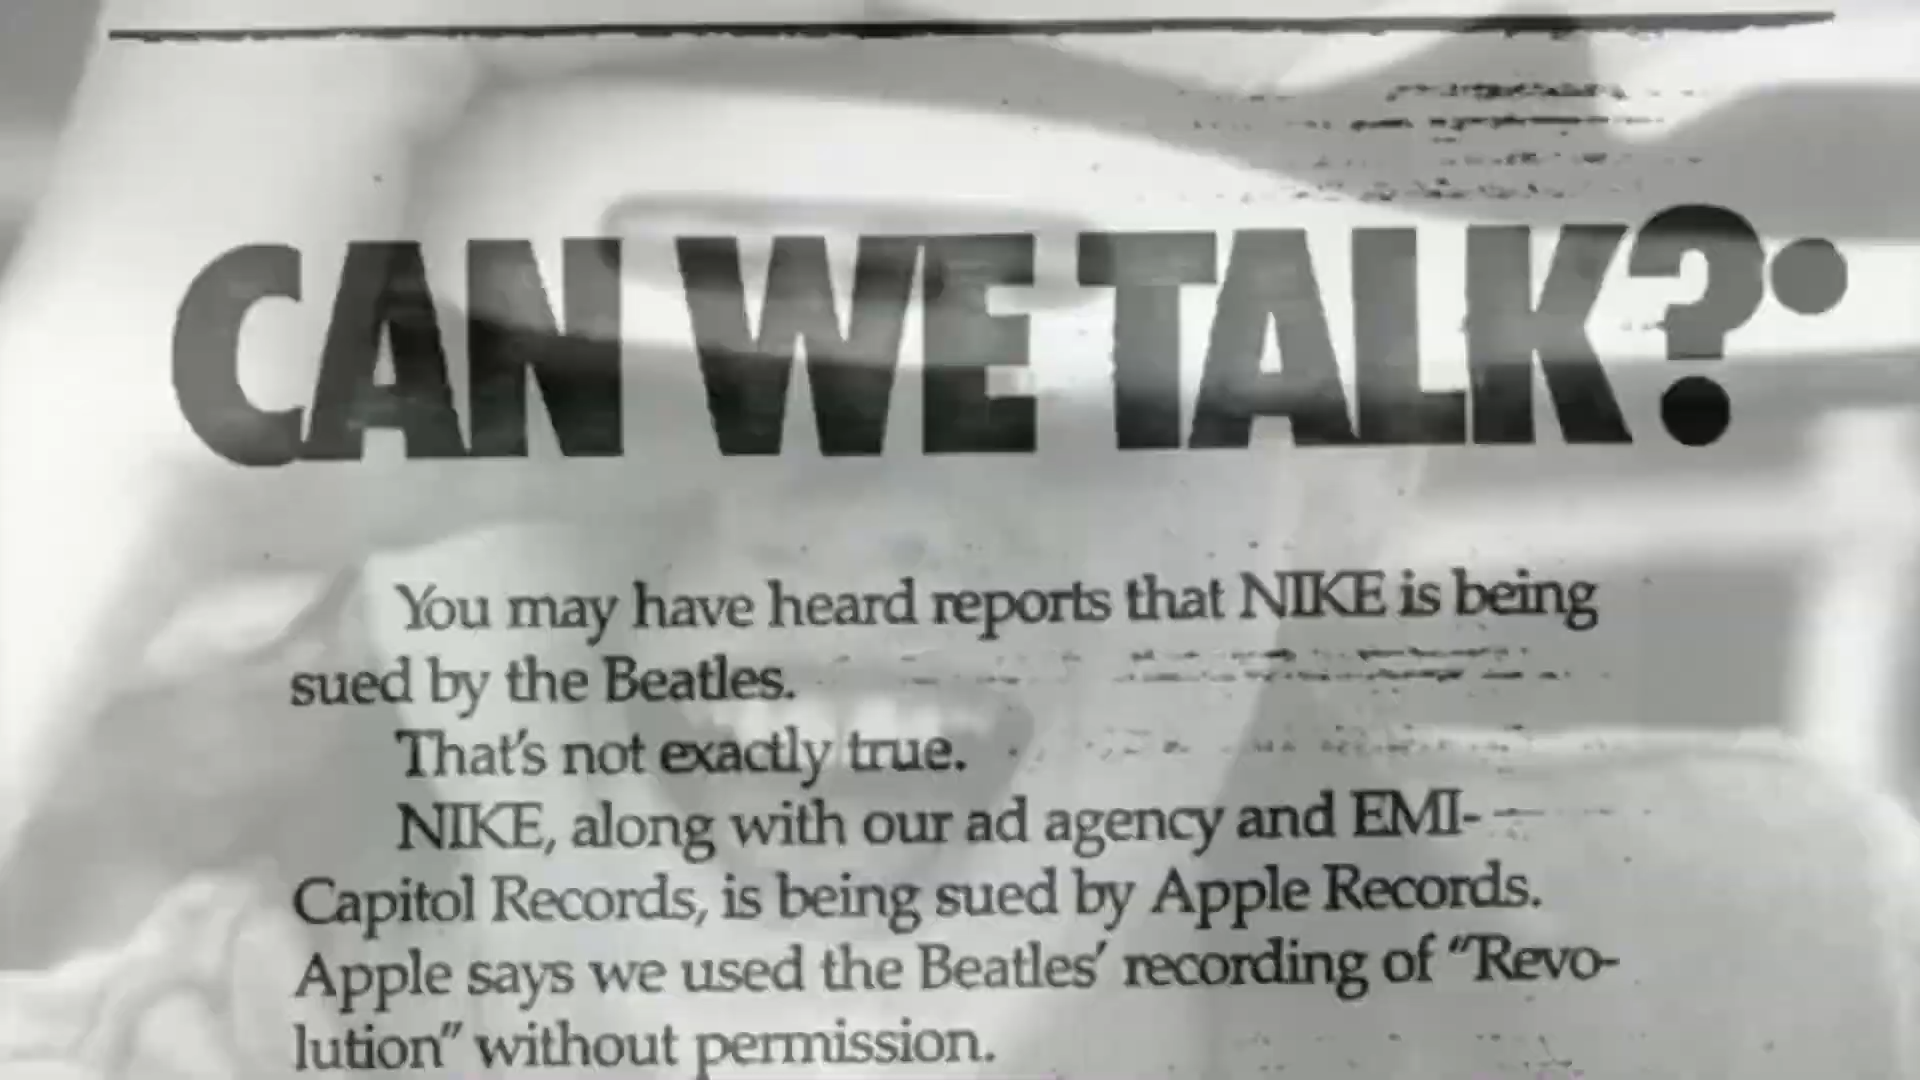 CAN WE TALK?
You may have heard reports that NIKE is being
sued by the Beatles.
That's not exactly true.
NIKE, along with our ad agency and EMI-
Capitol Records, is being sued by Apple Records.
Apple says we used the Beatles' recording of "Revo-
lution" without permission.